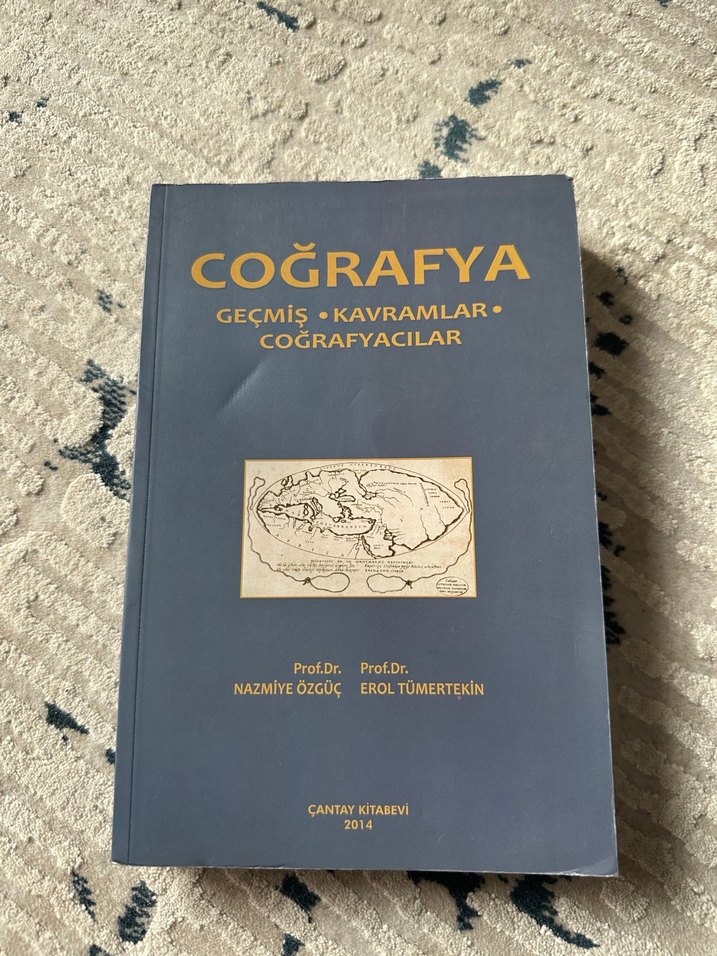 COĞRAFYA
GEÇMİŞ • KAVRAMLAR •
COĞRAFYACILAR
Prof.Dr.
NAZMİYE ÖZGÜÇ
Prof.Dr.
EROL TÜMERTEKİN
ÇANTAY KİTABEVİ
2014